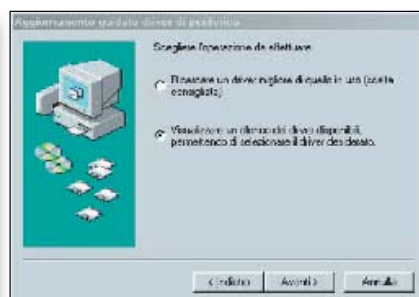 Aggiornamento guidato driver di periferica
Scegliere l'operazione da effettuare:
Ricercare un driver migliore di quello in uso (scelta
consigliata)
Visualizzare un elenco dei driver disponibili,
permettendo di selezionare il driver desiderato.
< Indietro
Avanti >
Annulla